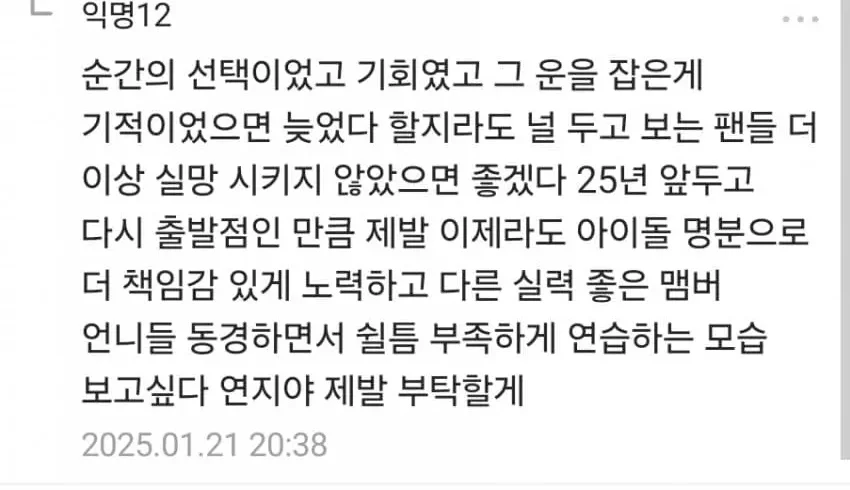 익명12
순간의 선택이었고 기회였고 그 운을 잡은게
기적이었으면 늦었다 할지라도 널 두고 보는 팬들 더
이상 실망 시키지 않았으면 좋겠다 25년 앞두고
다시 출발점인 만큼 제발 이제라도 아이돌 명분으로
더 책임감 있게 노력하고 다른 실력 좋은 맴버
언니들 동경하면서 쉴틈 부족하게 연습하는 모습
보고싶다 연지야 제발 부탁할게
2025.01.21 20:38